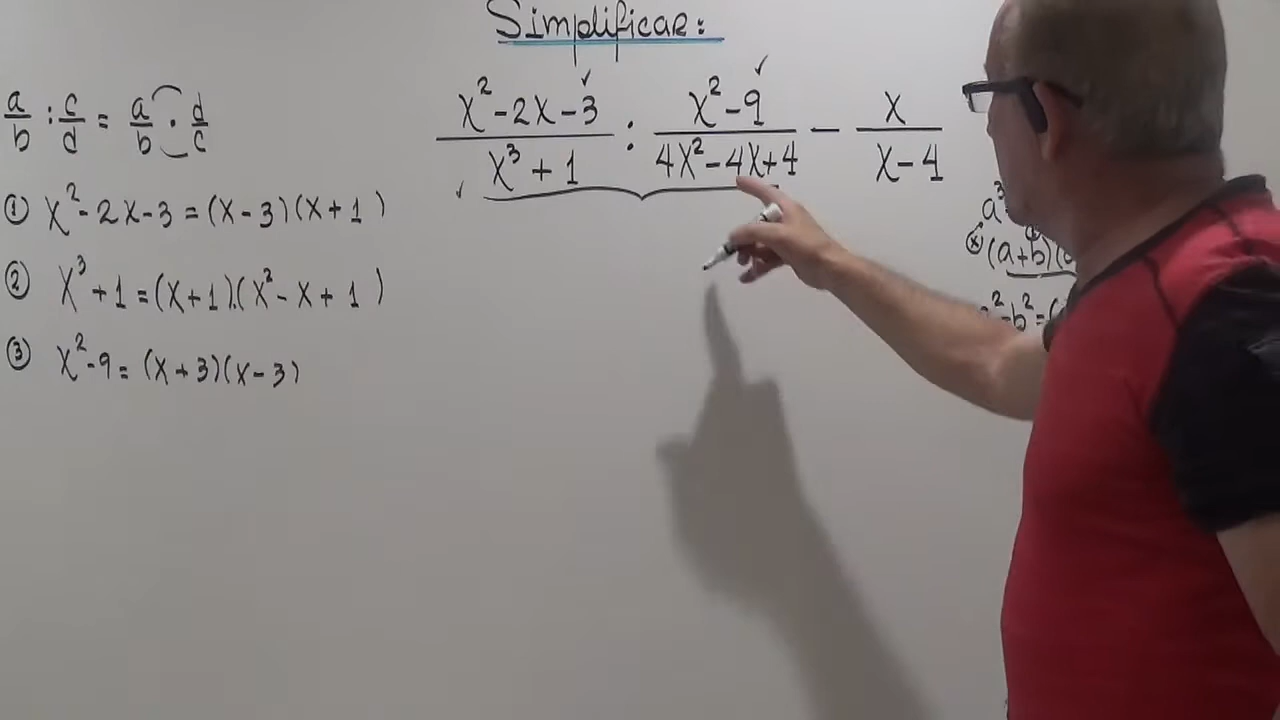 Simplificar:
a/b : c/d = a/b · d/c
(x² - 2x - 3)/(x³ + 1) : (x² - 9)/(4x² - 4x + 4) - x/(x - 4)
① x² - 2x - 3 = (x - 3)(x + 1)
② x³ + 1 = (x + 1).(x² - x + 1)
③ x² - 9 = (x + 3)(x - 3)
a³
(a+b)(
² - b² = (